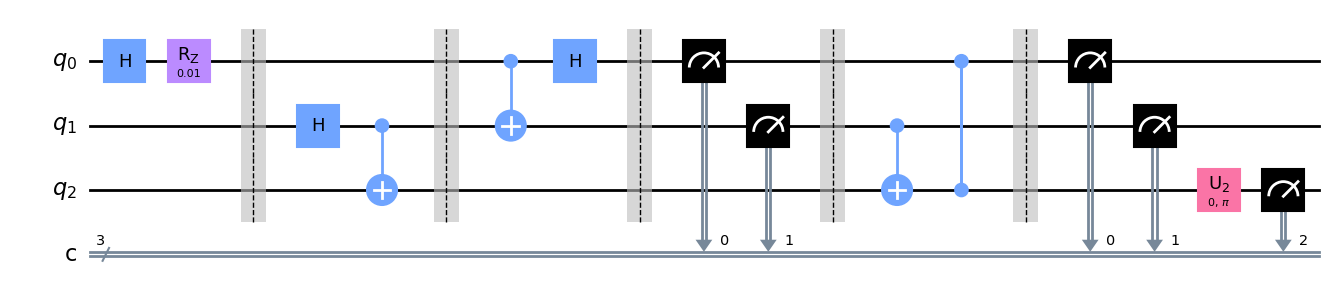 q0 H RZ 0.01 H
q1 H
q2 U2 0, π
c 3 0 1 0 1 2